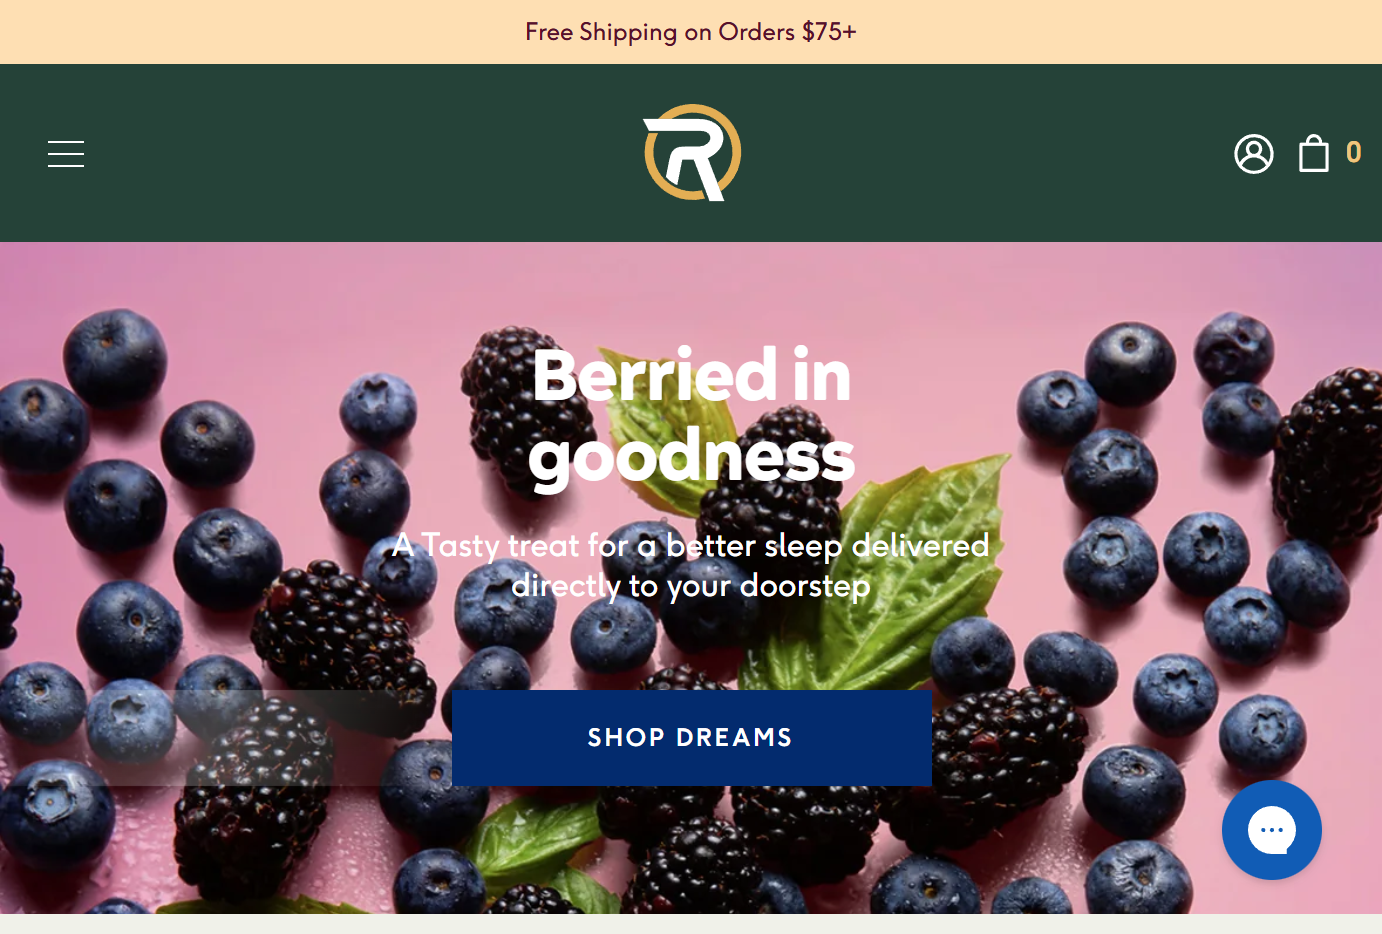 Free Shipping on Orders $75+
R
0
Berried in
goodness
A Tasty treat for a better sleep delivered
directly to your doorstep
SHOP DREAMS